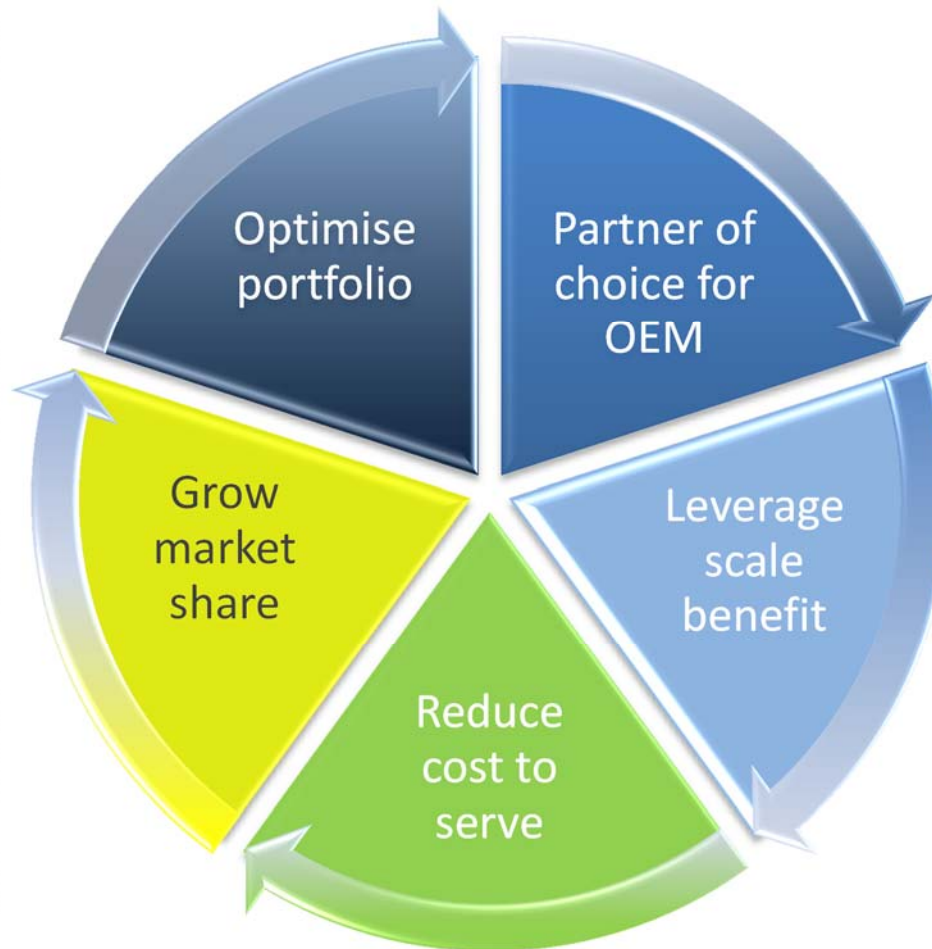 Optimise
portfolio
Partner of
choice for
OEM
Leverage
scale
benefit
Reduce
cost to
serve
Grow
market
share